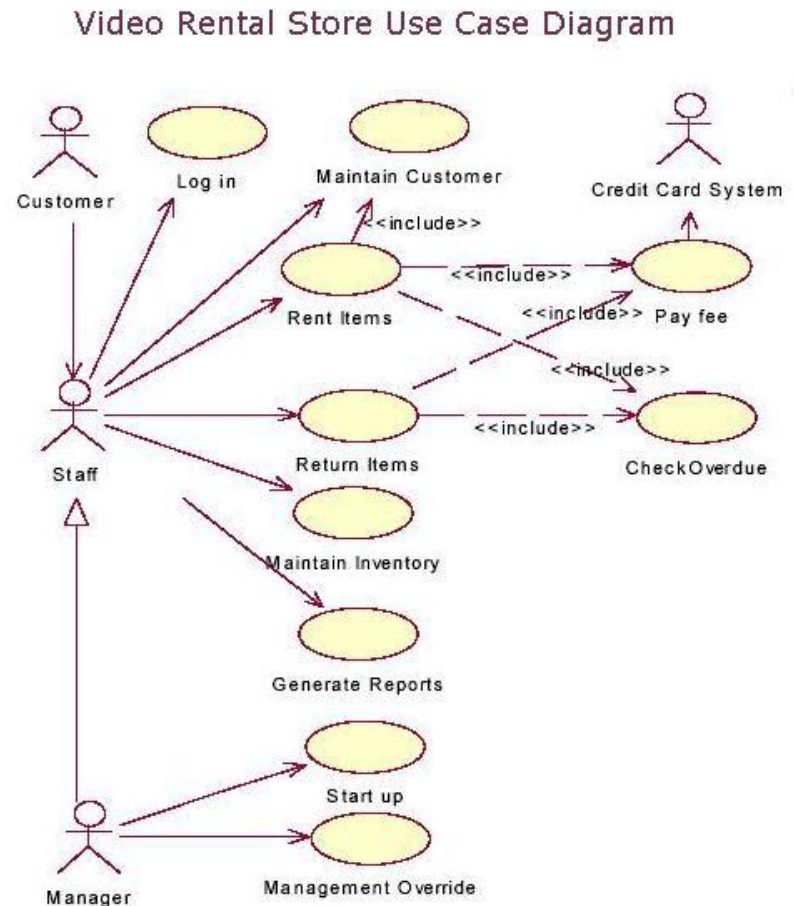 Video Rental Store Use Case Diagram
Customer
Log in
Maintain Customer
Credit Card System
<<include>>
Rent Items
<<include>>
<<include>>
Pay fee
<<include>>
Staff
Return Items
<<include>>
CheckOverdue
Maintain Inventory
Generate Reports
Start up
Manager
Management Override